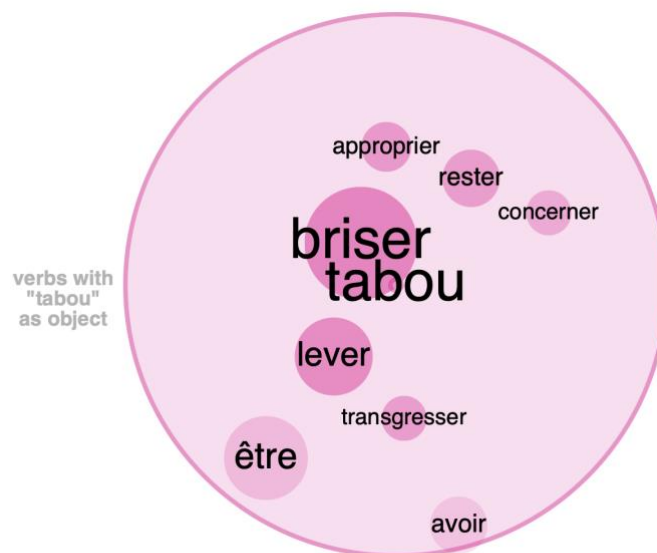 approprier
rester
concerner
briser
tabou
verbs with
"tabou"
as object
lever
transgresser
être
avoir